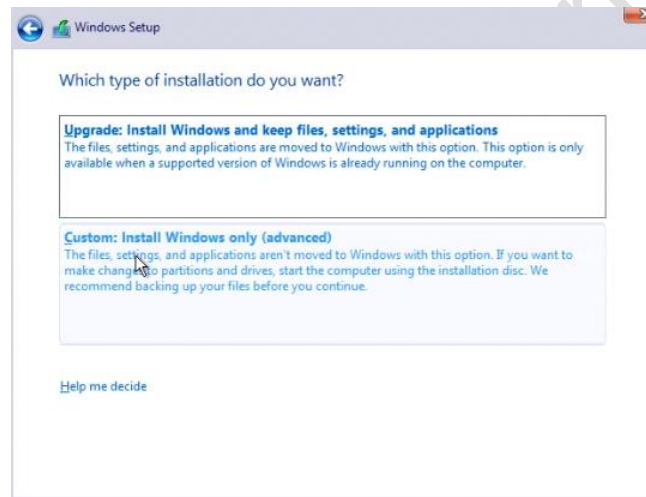 Windows Setup
Which type of installation do you want?
Upgrade: Install Windows and keep files, settings, and applications
The files, settings, and applications are moved to Windows with this option. This option is only
available when a supported version of Windows is already running on the computer.
Custom: Install Windows only (advanced)
The files, settings, and applications aren't moved to Windows with this option. If you want to
make changes to partitions and drives, start the computer using the installation disc. We
recommend backing up your files before you continue.
Help me decide